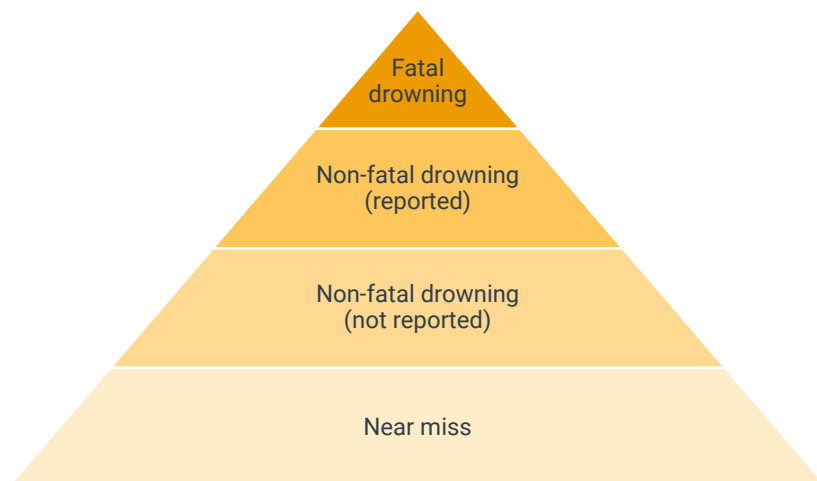 Fatal
drowning
Non-fatal drowning
(reported)
Non-fatal drowning
(not reported)
Near miss